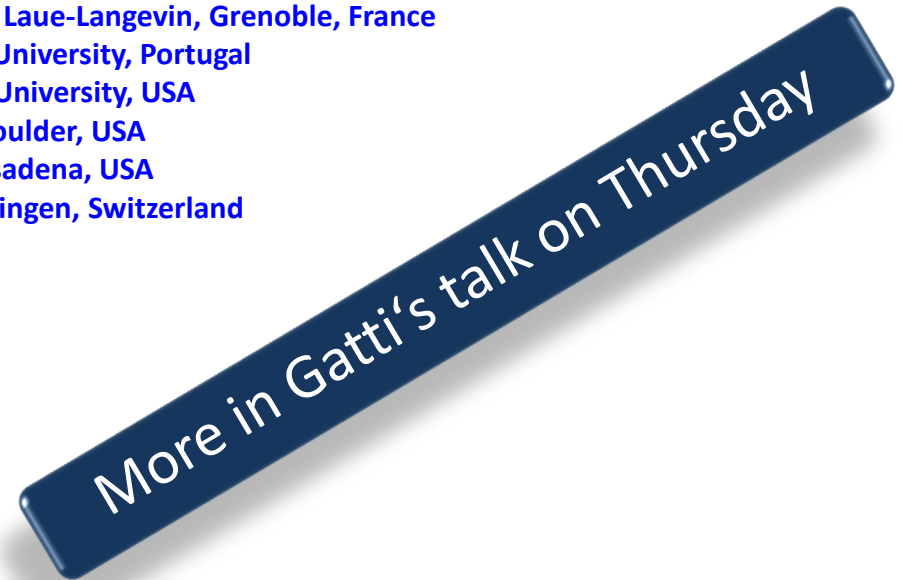 Laue-Langevin, Grenoble, France
University, Portugal
University, USA
oulder, USA
adena, USA
ingen, Switzerland
More in Gatti‘s talk on Thursday